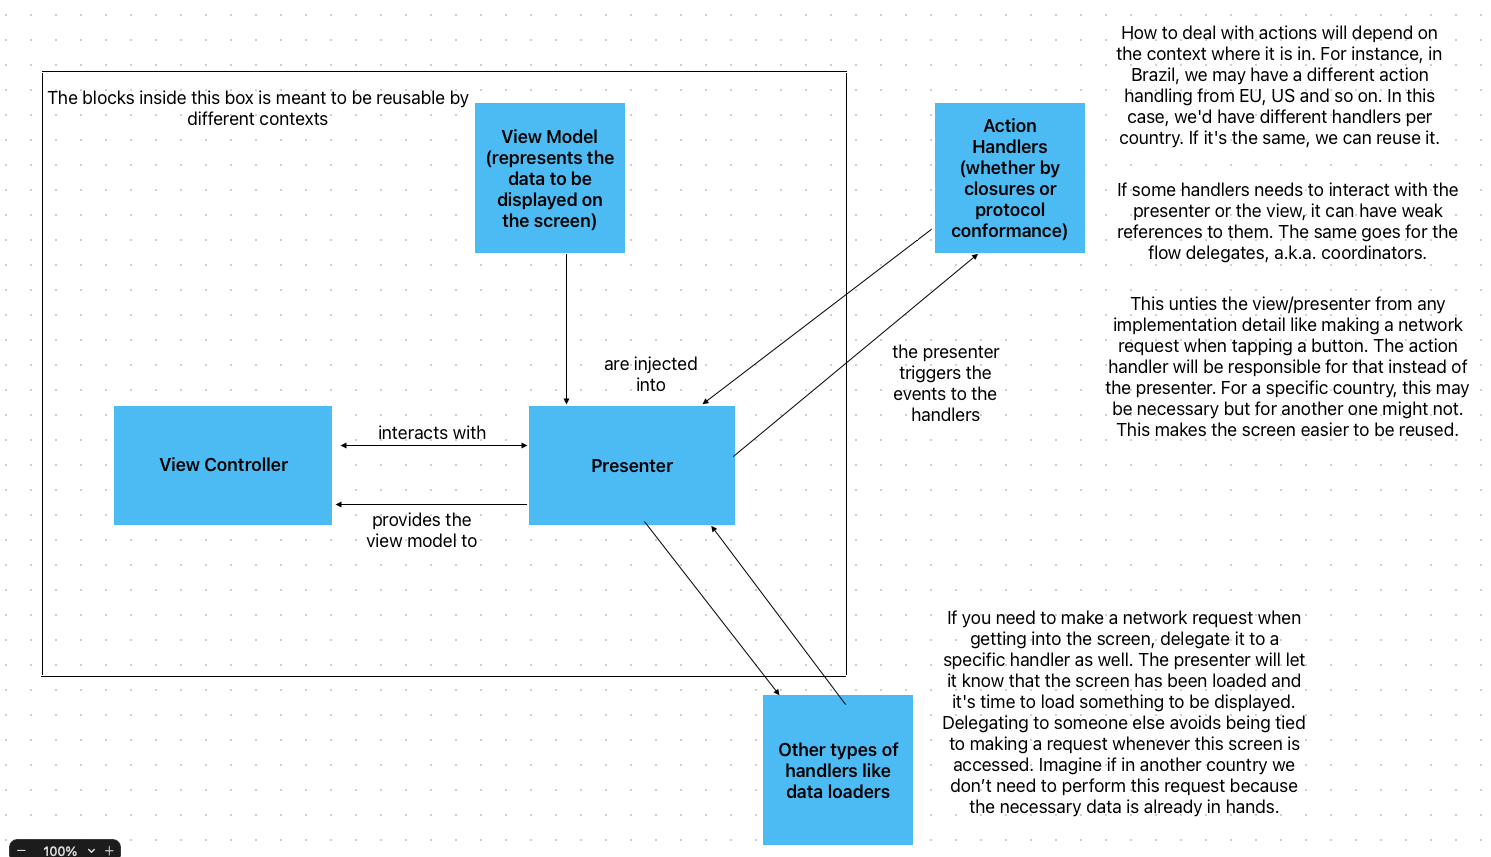 The blocks inside this box is meant to be reusable by
different contexts
View Model
(represents the
data to be
displayed on
the screen)
Action
Handlers
(whether by
closures or
protocol
conformance)
How to deal with actions will depend on
the context where it is in. For instance, in
Brazil, we may have a different action
handling from EU, US and so on. In this
case, we'd have different handlers per
country. If it's the same, we can reuse it.
If some handlers needs to interact with the
presenter or the view, it can have weak
references to them. The same goes for the
flow delegates, a.k.a. coordinators.
This unties the view/presenter from any
implementation detail like making a network
request when tapping a button. The action
handler will be responsible for that instead of
the presenter. For a specific country, this may
be necessary but for another one might not.
This makes the screen easier to be reused.
are injected
into
the presenter
triggers the
events to the
handlers
View Controller
interacts with
Presenter
provides the
view model to
Other types of
handlers like
data loaders
If you need to make a network request when
getting into the screen, delegate it to a
specific handler as well. The presenter will let
it know that the screen has been loaded and
it's time to load something to be displayed.
Delegating to someone else avoids being tied
to making a request whenever this screen is
accessed. Imagine if in another country we
don’t need to perform this request because
the necessary data is already in hands.
− 100% +